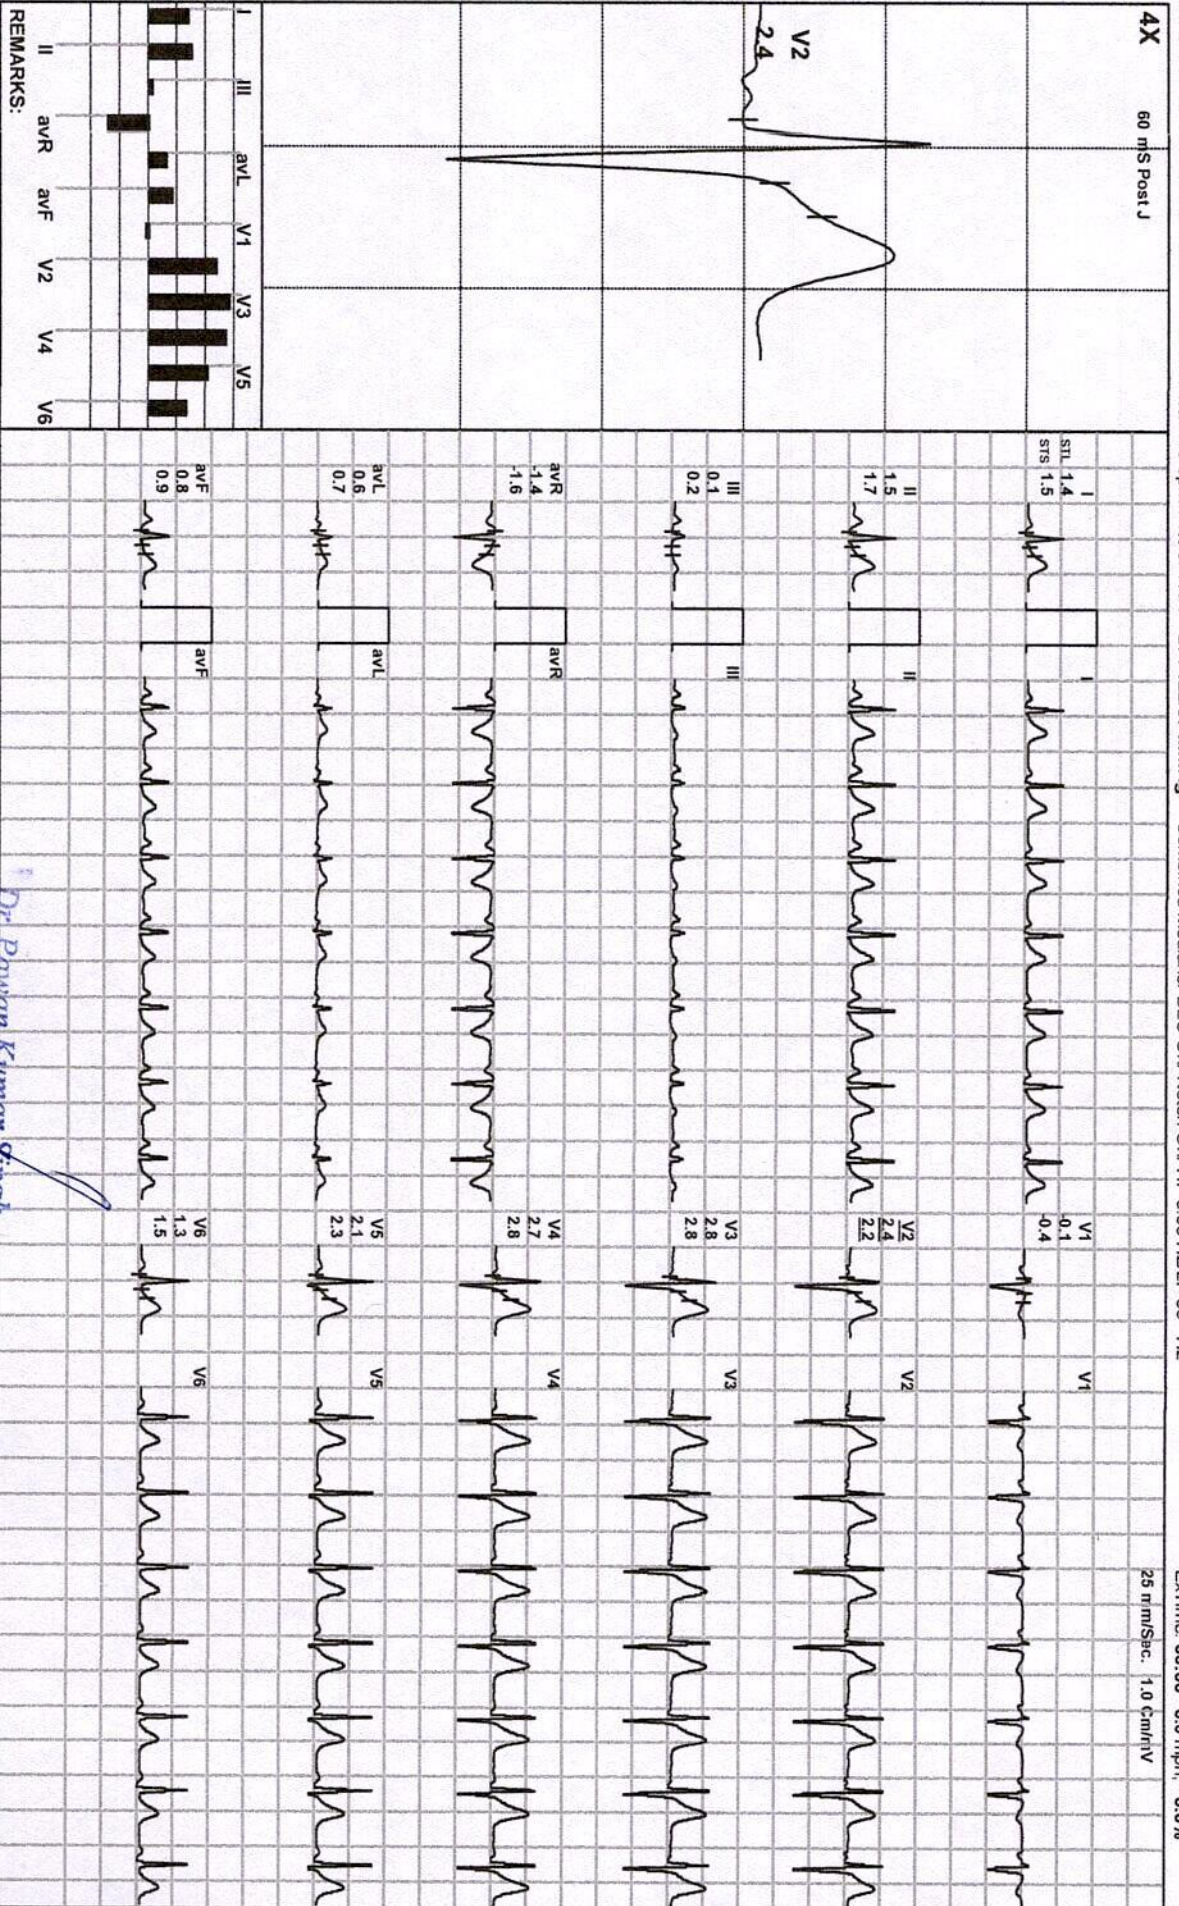 4X
60 mS Post J
V2
2.4
I III avL V1 V3 V5
II avR avF V2 V4 V6
REMARKS:
25 mm/Sec. 1.0 Cm/mV
I
STL 1.4
STS 1.5
I
V1
-0.1
-0.4
V1
II
1.5
1.7
II
V2
2.4
2.2
V2
III
0.1
0.2
III
V3
2.8
2.8
V3
avR
-1.4
-1.6
avR
V4
2.7
2.8
V4
avL
0.6
0.7
avL
V5
2.1
2.3
V5
avF
0.8
0.9
avF
V6
1.3
1.5
V6
Dr. Pawan Kumar Singh